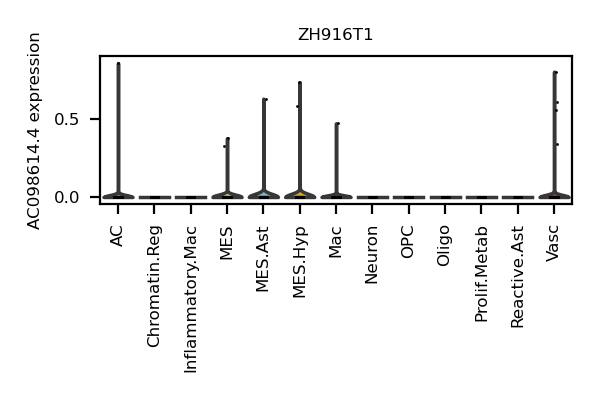 ZH916T1
AC098614.4 expression
0.5
0.0
AC
Chromatin.Reg
Inflammatory.Mac
MES
MES.Ast
MES.Hyp
Mac
Neuron
OPC
Oligo
Prolif.Metab
Reactive.Ast
Vasc